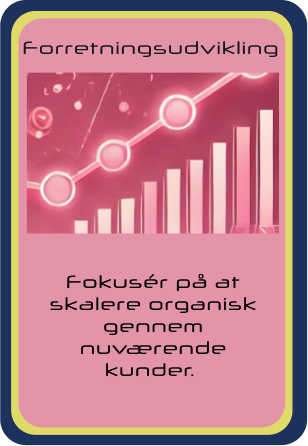 Forretningsudvikling
Fokusér på at
skalere organisk
gennem
nuværende
kunder.